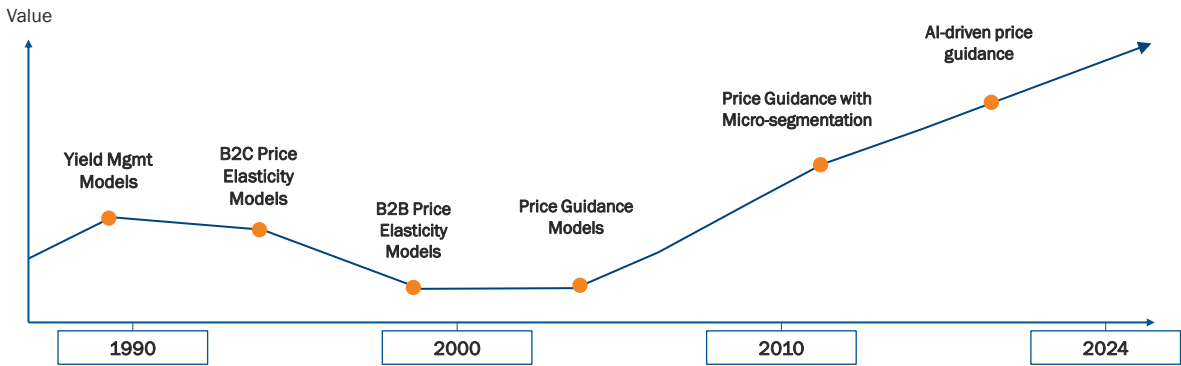 Value
AI-driven price
guidance
Price Guidance with
Micro-segmentation
Yield Mgmt
Models
B2C Price
Elasticity
Models
B2B Price
Elasticity
Models
Price Guidance
Models
1990
2000
2010
2024